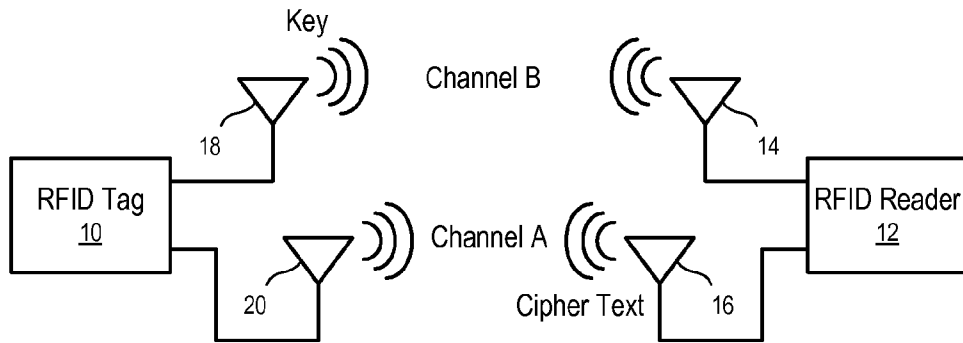 Key
Channel B
18
14
RFID Tag
10
RFID Reader
12
Channel A
20
Cipher Text
16